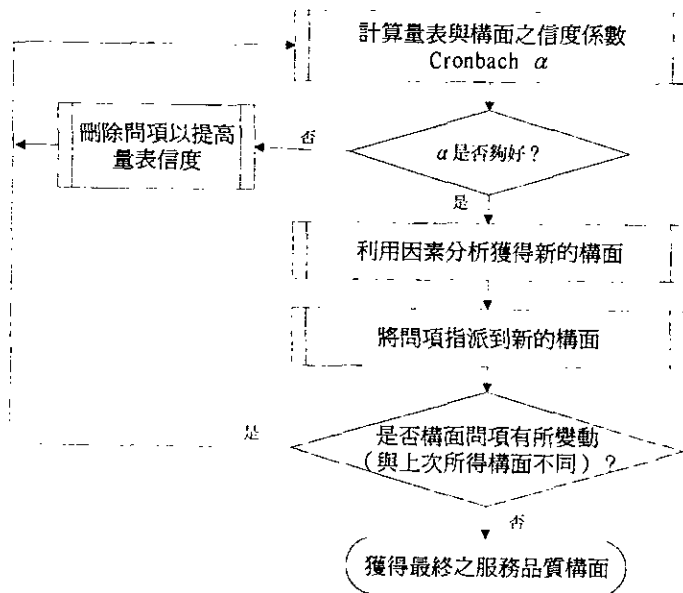 計算量表與構面之信度係數
Cronbach α
刪除問項以提高
量表信度
否
α是否夠好？
是
利用因素分析獲得新的構面
將問項指派到新的構面
是
是否構面問項有所變動
（與上次所得構面不同）？
否
獲得最終之服務品質構面